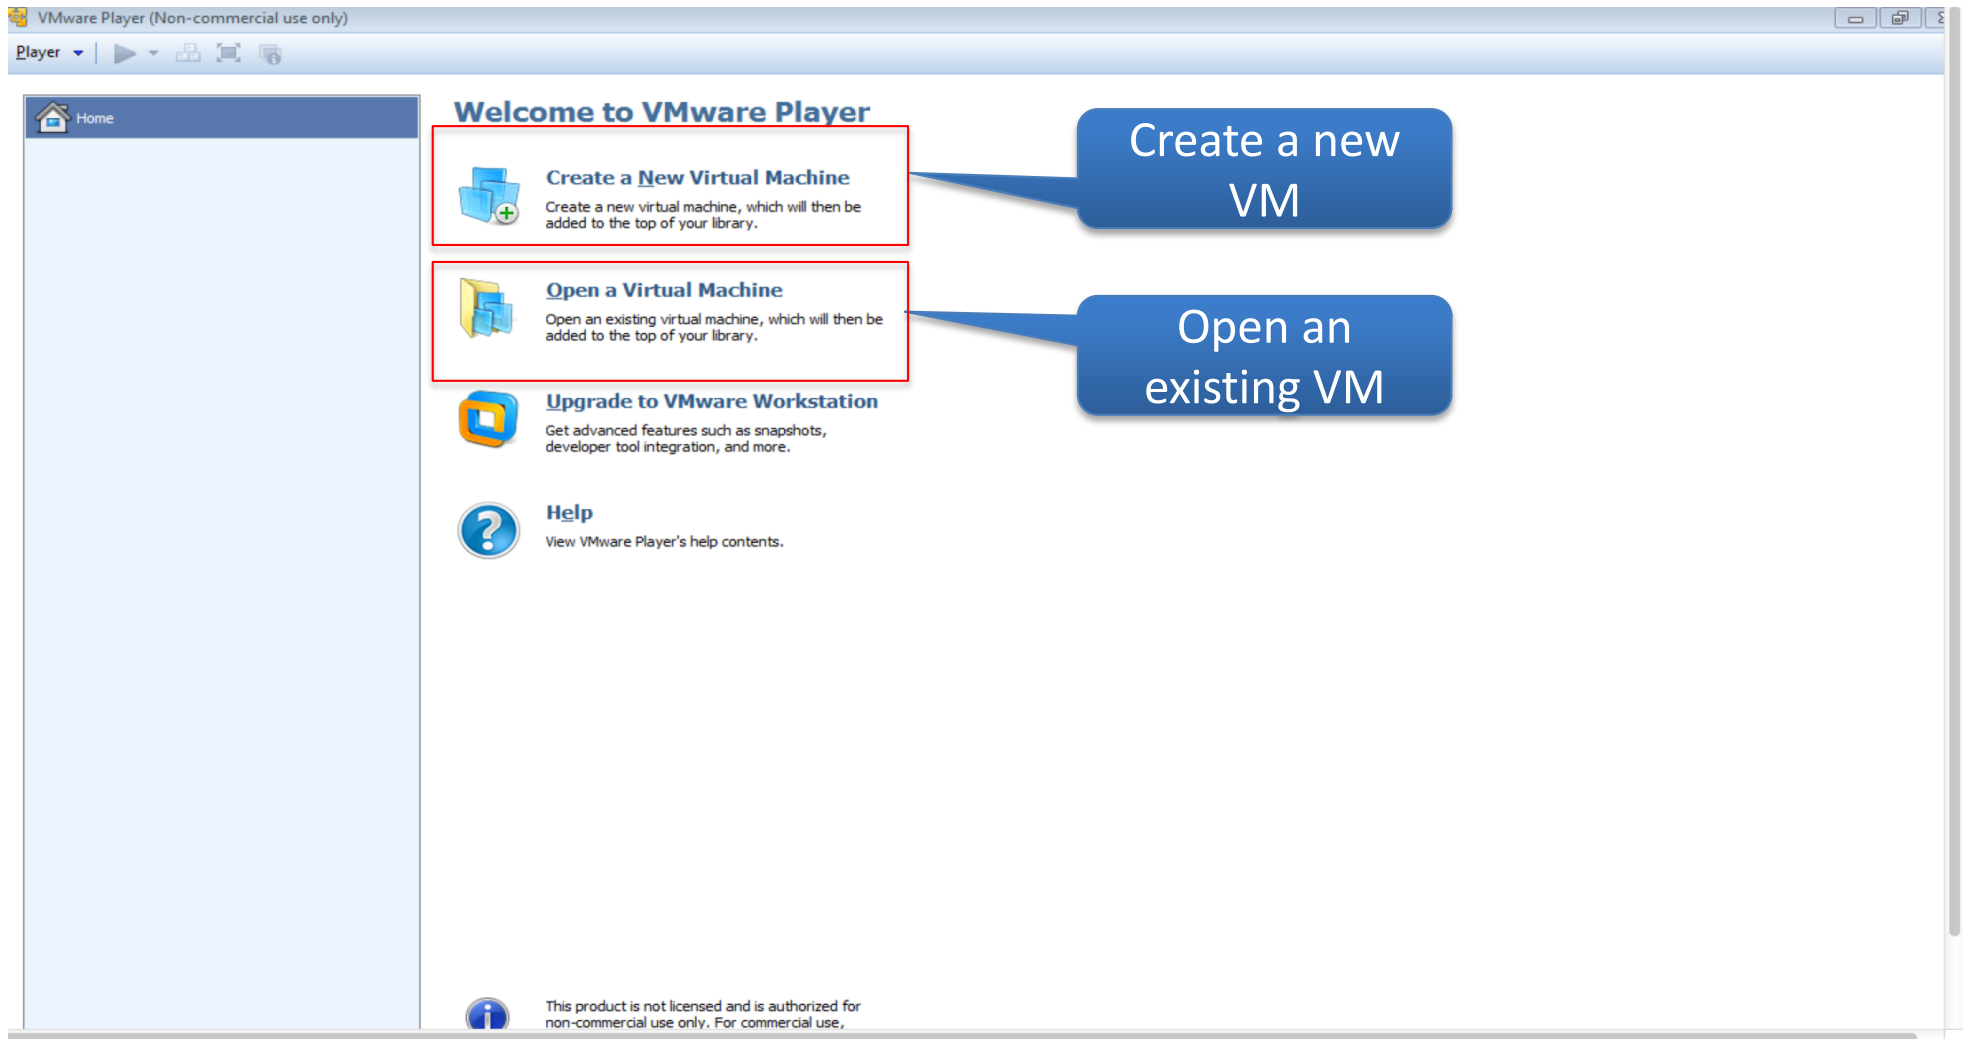 VMware Player (Non-commercial use only)
Player
Home
Welcome to VMware Player
Create a New Virtual Machine
Create a new virtual machine, which will then be
added to the top of your library.
Create a new
VM
Open a Virtual Machine
Open an existing virtual machine, which will then be
added to the top of your library.
Open an
existing VM
Upgrade to VMware Workstation
Get advanced features such as snapshots,
developer tool integration, and more.
Help
View VMware Player's help contents.
This product is not licensed and is authorized for
non-commercial use only. For commercial use,